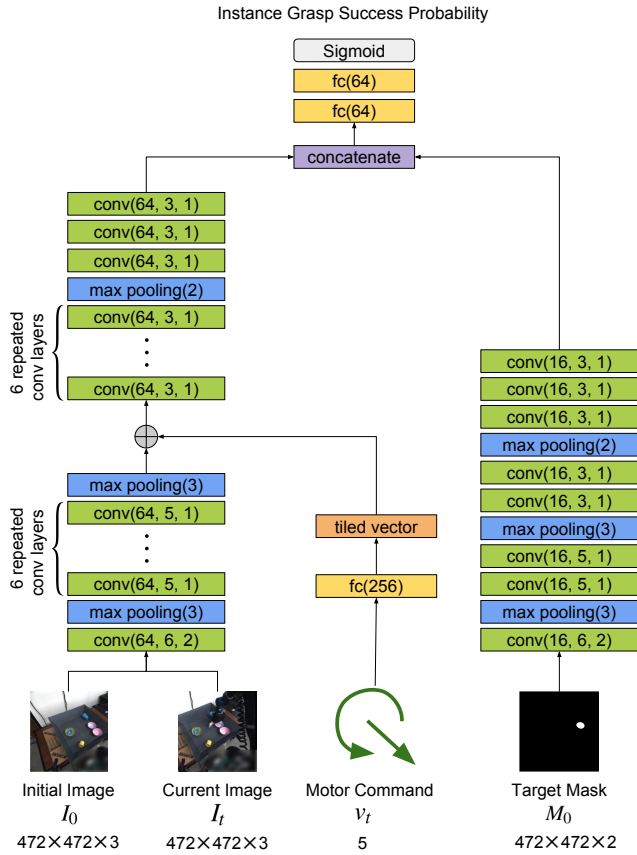 Instance Grasp Success Probability
Sigmoid
fc(64)
fc(64)
concatenate
conv(64, 3, 1)
conv(64, 3, 1)
conv(64, 3, 1)
max pooling(2)
conv(64, 3, 1)
6 repeated
conv layers
conv(64, 3, 1)
max pooling(3)
conv(64, 5, 1)
6 repeated
conv layers
conv(64, 5, 1)
max pooling(3)
conv(64, 6, 2)
tiled vector
fc(256)
conv(16, 3, 1)
conv(16, 3, 1)
conv(16, 3, 1)
max pooling(2)
conv(16, 3, 1)
conv(16, 3, 1)
max pooling(3)
conv(16, 5, 1)
conv(16, 5, 1)
max pooling(3)
conv(16, 6, 2)
Initial Image
I₀
472×472×3
Current Image
Iₜ
472×472×3
Motor Command
vₜ
5
Target Mask
M₀
472×472×2